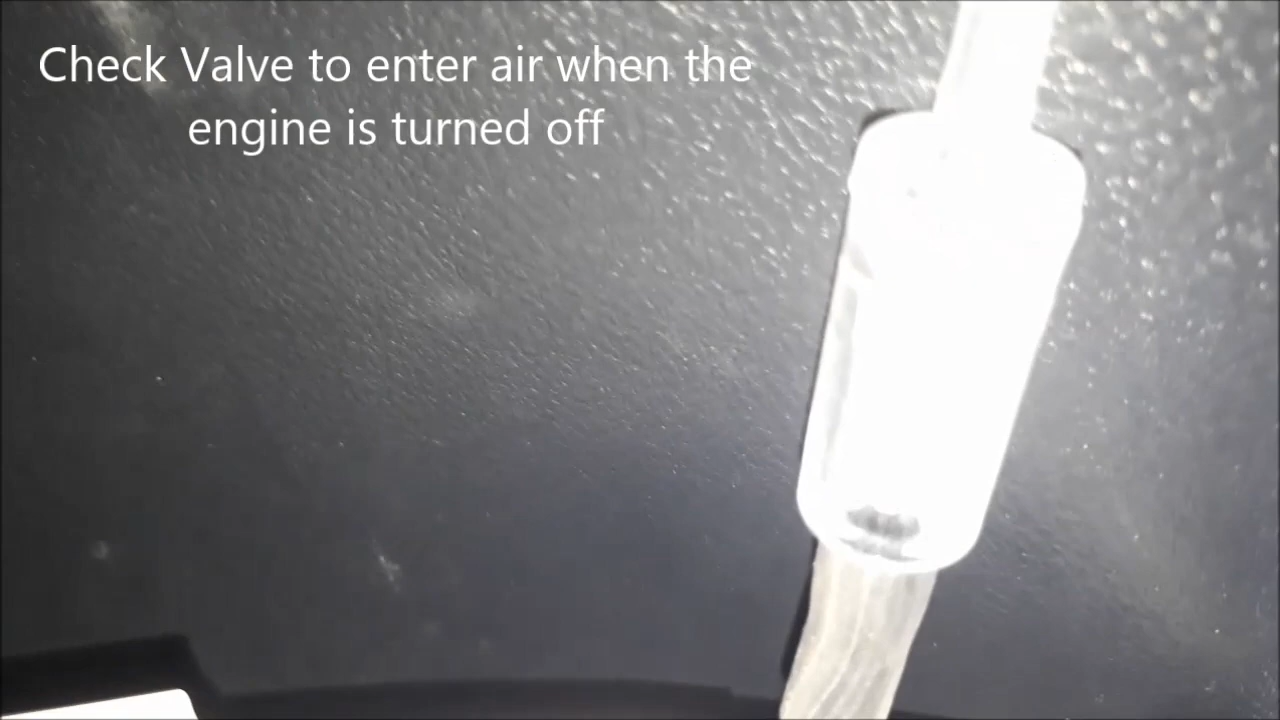 Check Valve to enter air when the
engine is turned off